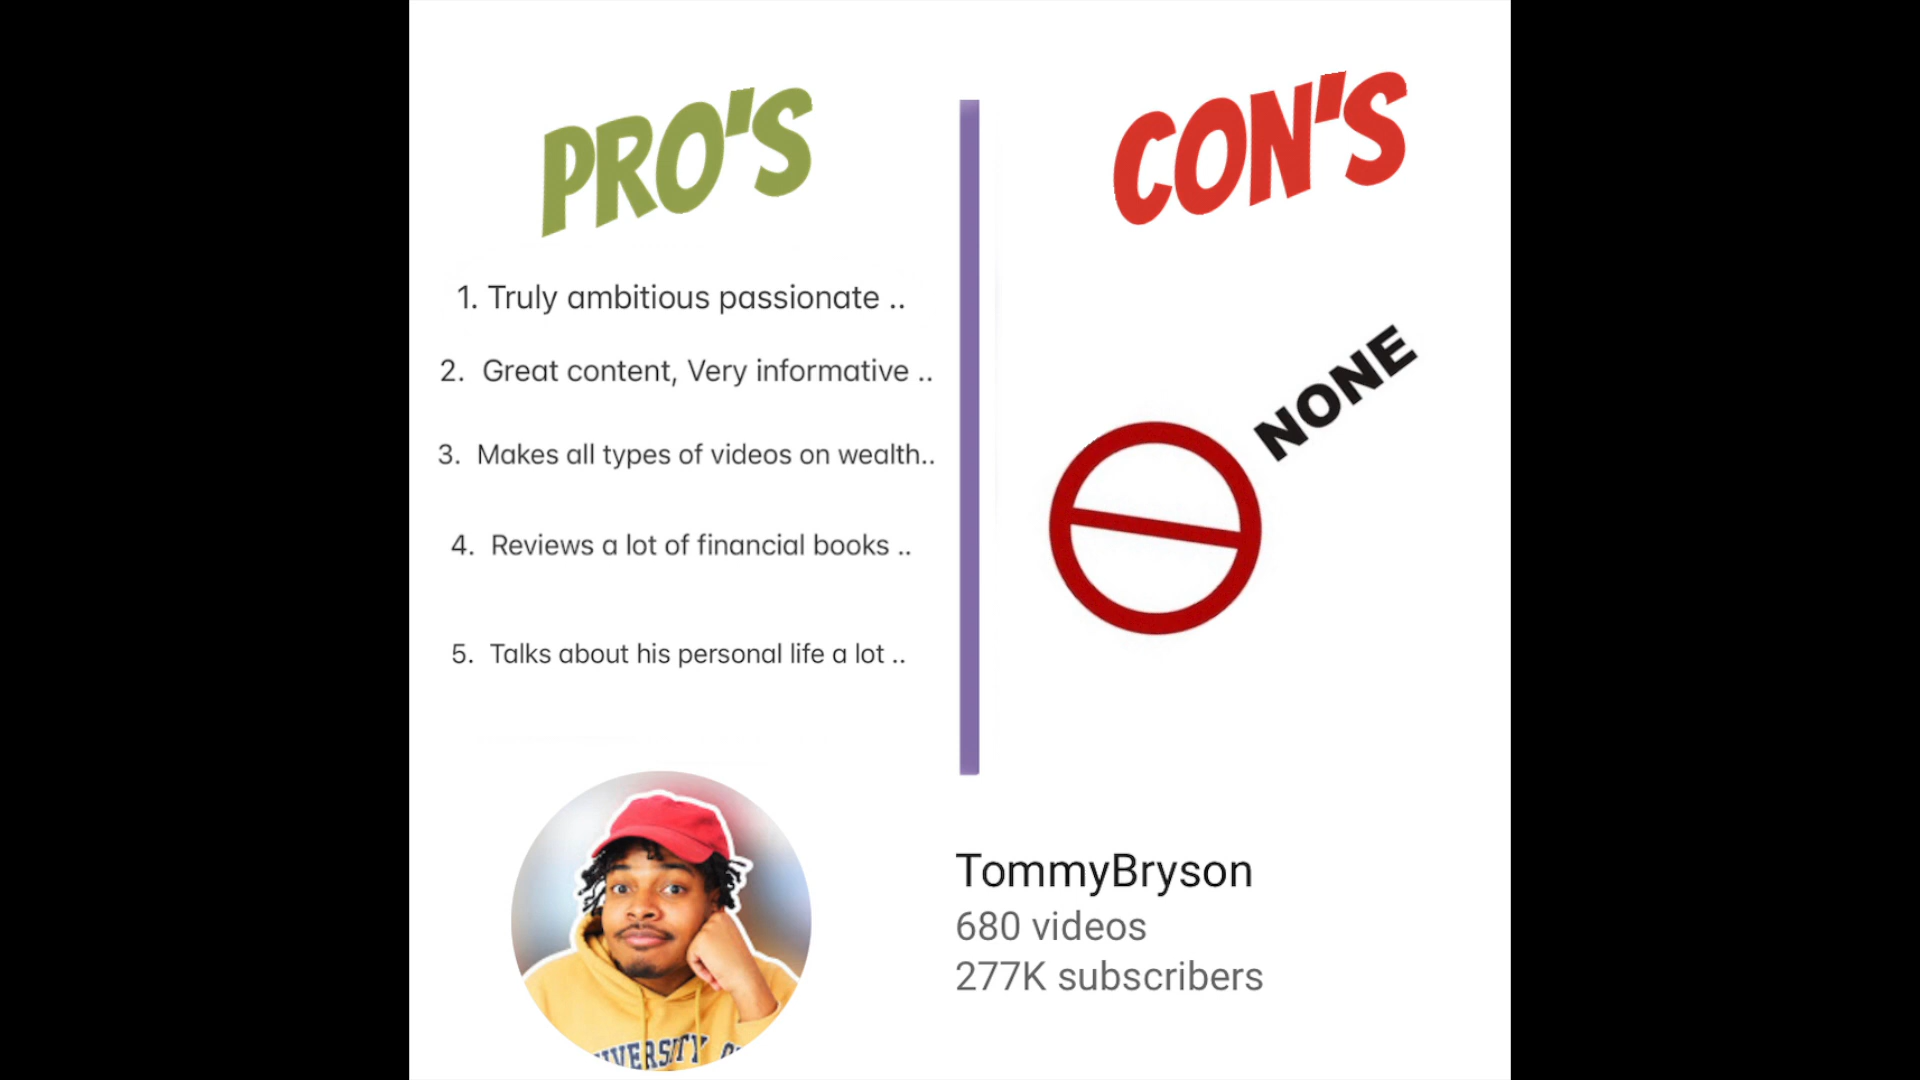 PRO'S
CON'S
1. Truly ambitious passionate ..
2. Great content, Very informative ..
3. Makes all types of videos on wealth..
4. Reviews a lot of financial books ..
5. Talks about his personal life a lot ..
NONE
TommyBryson
680 videos
277K subscribers